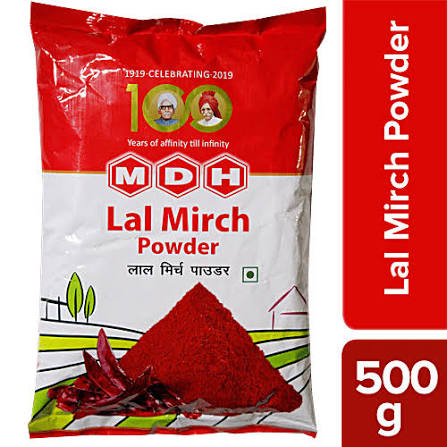 1919-CELEBRATING-2019
100
Years of affinity till infinity
MDH
Lal Mirch
Powder
लाल मिर्च पाउडर
Lal Mirch Powder
500
g